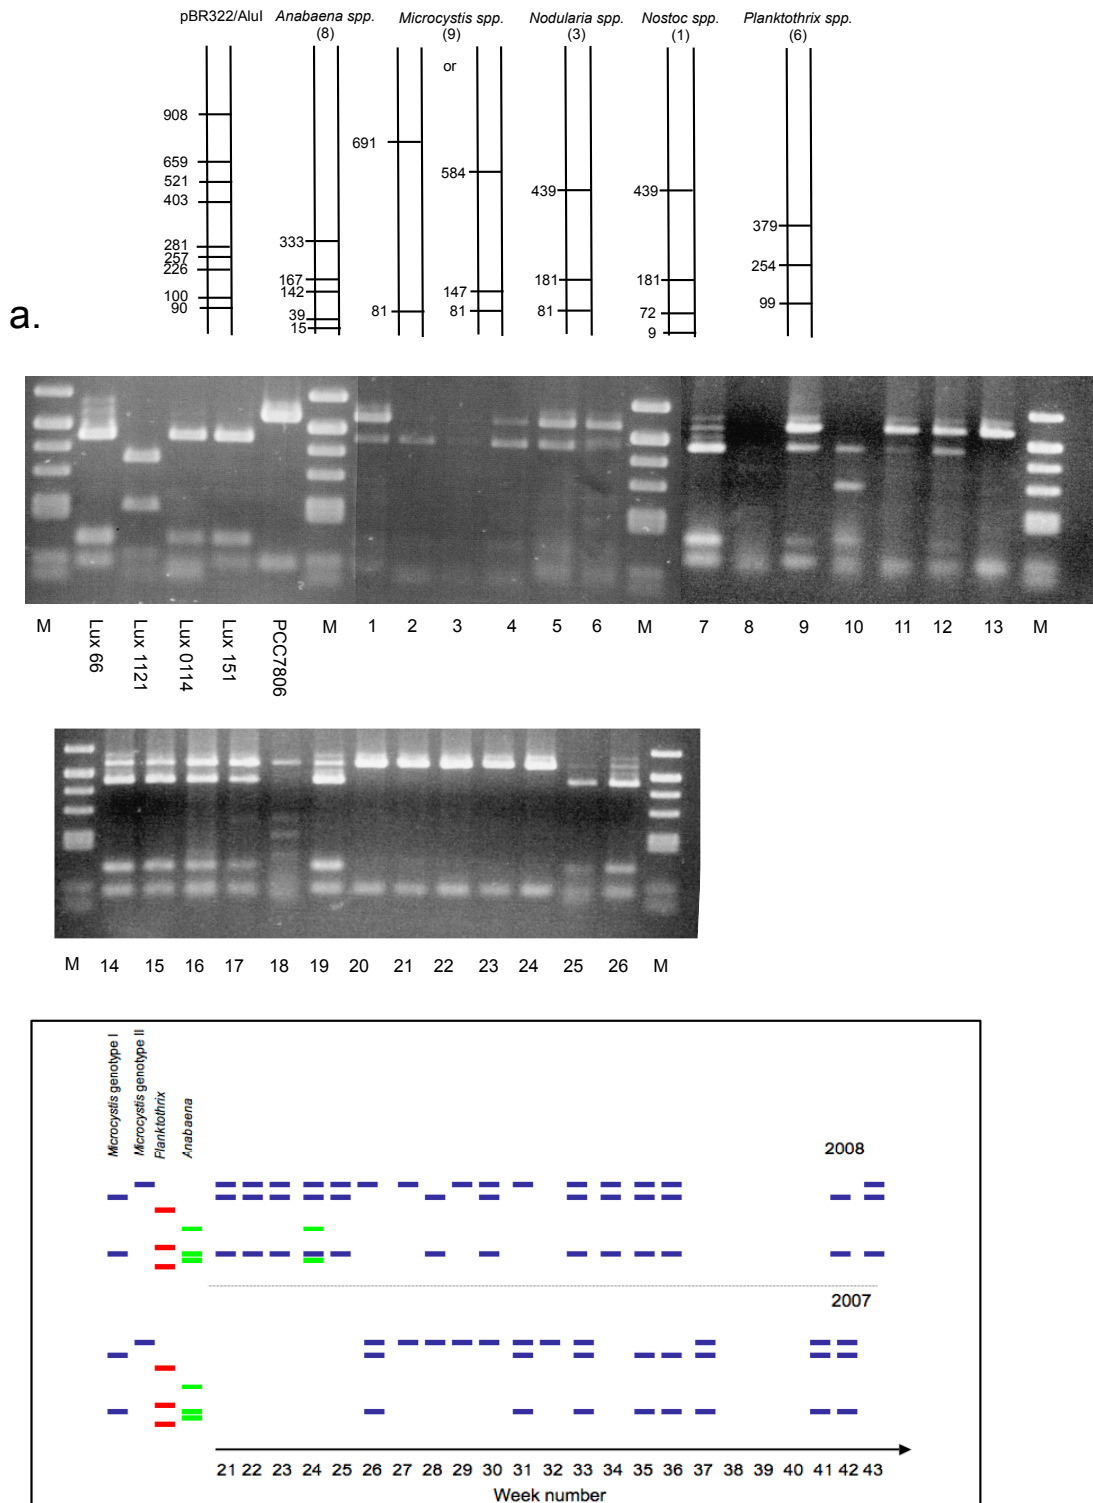 pBR322/AluI Anabaena spp. Microcystis spp. Nodularia spp. Nostoc spp. Planktothrix spp.
(8) (9) (3) (1) (6)
or
908
659
521
403
281
257
226
100
90
333
167
142
39
15
691
81
584
147
81
439
181
81
439
181
72
9
379
254
99
a.
M Lux 66 Lux 1121 Lux 0114 Lux 151 PCC7806 M 1 2 3 4 5 6 M 7 8 9 10 11 12 13 M
M 14 15 16 17 18 19 20 21 22 23 24 25 26 M
Microcystis genotype I
Microcystis genotype II
Planktothrix
Anabaena
2008
2007
21 22 23 24 25 26 27 28 29 30 31 32 33 34 35 36 37 38 39 40 41 42 43
Week number